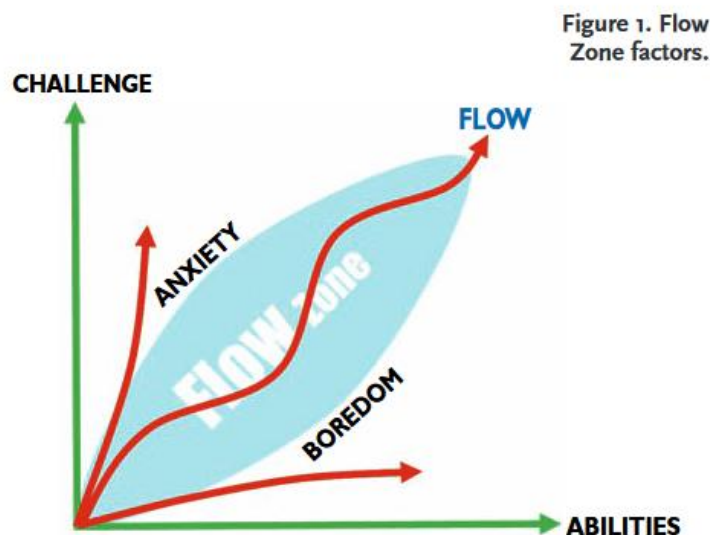 Figure 1. Flow
Zone factors.
CHALLENGE
FLOW
ANXIETY
Flow zone
BOREDOM
ABILITIES